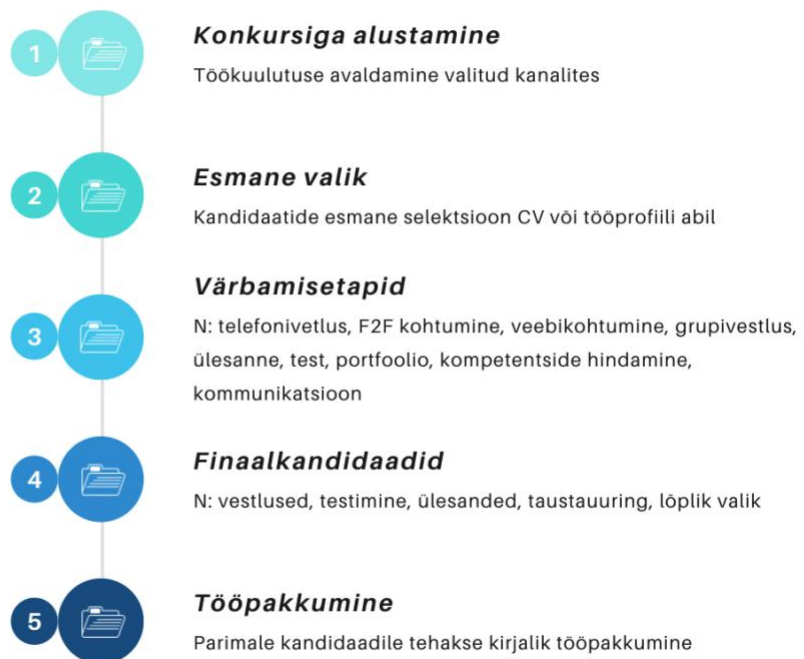 1
Konkursiga alustamine
Töökuulutuse avaldamine valitud kanalites
2
Esmane valik
Kandidaatide esmane selektsioon CV või tööprofiili abil
3
Värbamisetapid
N: telefonivetlus, F2F kohtumine, veebikohtumine, grupivestlus,
ülesanne, test, portfoolio, kompetentside hindamine,
kommunikatsioon
4
Finaalkandidaadid
N: vestlused, testimine, ülesanded, taustauuring, lõplik valik
5
Tööpakkumine
Parimale kandidaadile tehakse kirjalik tööpakkumine